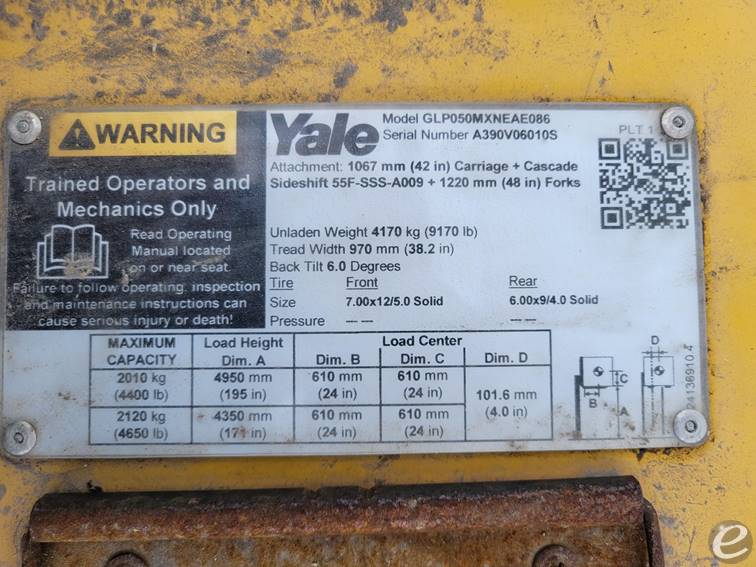 WARNING
Trained Operators and
Mechanics Only
Read Operating
Manual located
on or near seat
Failure to follow operating, inspection
and maintenance instructions can
cause serious injury or death!
Yale
Model GLP050MXNEAE086
Serial Number A390V06010S
PLT 1
Attachment: 1067 mm (42 in) Carriage + Cascade
Sideshift 55F-SSS-A009 + 1220 mm (48 in) Forks
Unladen Weight 4170 kg (9170 lb)
Tread Width 970 mm (38.2 in)
Back Tilt 6.0 Degrees
Tire Front Rear
Size 7.00x12/5.0 Solid 6.00x9/4.0 Solid
Pressure -- -- -- --
MAXIMUM CAPACITY Load Height Dim. A Load Center Dim. B Dim. C Dim. D
2010 kg 4950 mm 610 mm 610 mm
(4400 lb) (195 in) (24 in) (24 in)
101.6 mm
(4.0 in)
2120 kg 4350 mm 610 mm 610 mm
(4650 lb) (171 in) (24 in) (24 in)
D
C
B
A
24136910.4
e